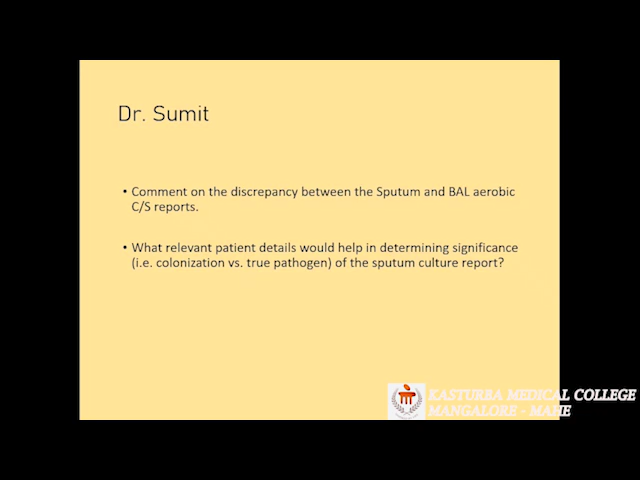 Dr. Sumit
• Comment on the discrepancy between the Sputum and BAL aerobic
C/S reports.
• What relevant patient details would help in determining significance
(i.e. colonization vs. true pathogen) of the sputum culture report?
KASTURBA MEDICAL COLLEGE
MANGALORE - MAHE